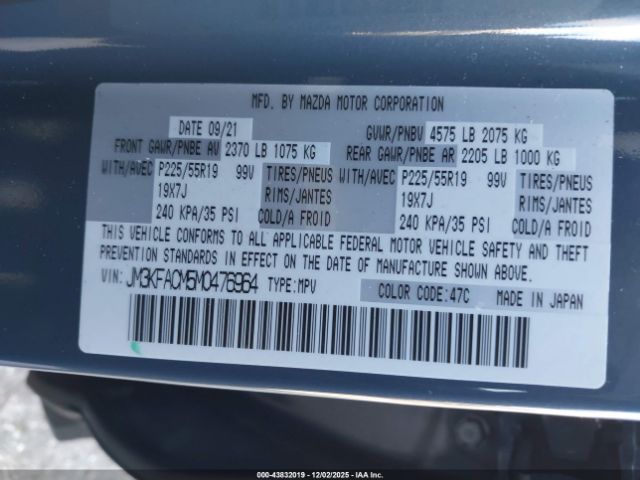 MFD. BY MAZDA MOTOR CORPORATION
DATE 09/21 GVWR/PNBV 4575 LB 2075 KG
FRONT GAWR/PNBE AV 2370 LB 1075 KG REAR GAWR/PNBE AR 2205 LB 1000 KG
WITH/AVEC P225/55R19 99V TIRES/PNEUS WITH/AVEC P225/55R19 99V TIRES/PNEUS
19X7J RIMS/JANTES 19X7J RIMS/JANTES
240 KPA/35 PSI COLD/A FROID 240 KPA/35 PSI COLD/A FROID
THIS VEHICLE CONFORMS TO ALL APPLICABLE FEDERAL MOTOR VEHICLE SAFETY AND THEFT
PREVENTION STANDARDS IN EFFECT ON THE DATE OF MANUFACTURE SHOWN ABOVE.
VIN: JM3KFACM5M0476964 TYPE:MPV COLOR CODE:47C MADE IN JAPAN
000-43832019 - 12/02/2025 - IAA Inc.